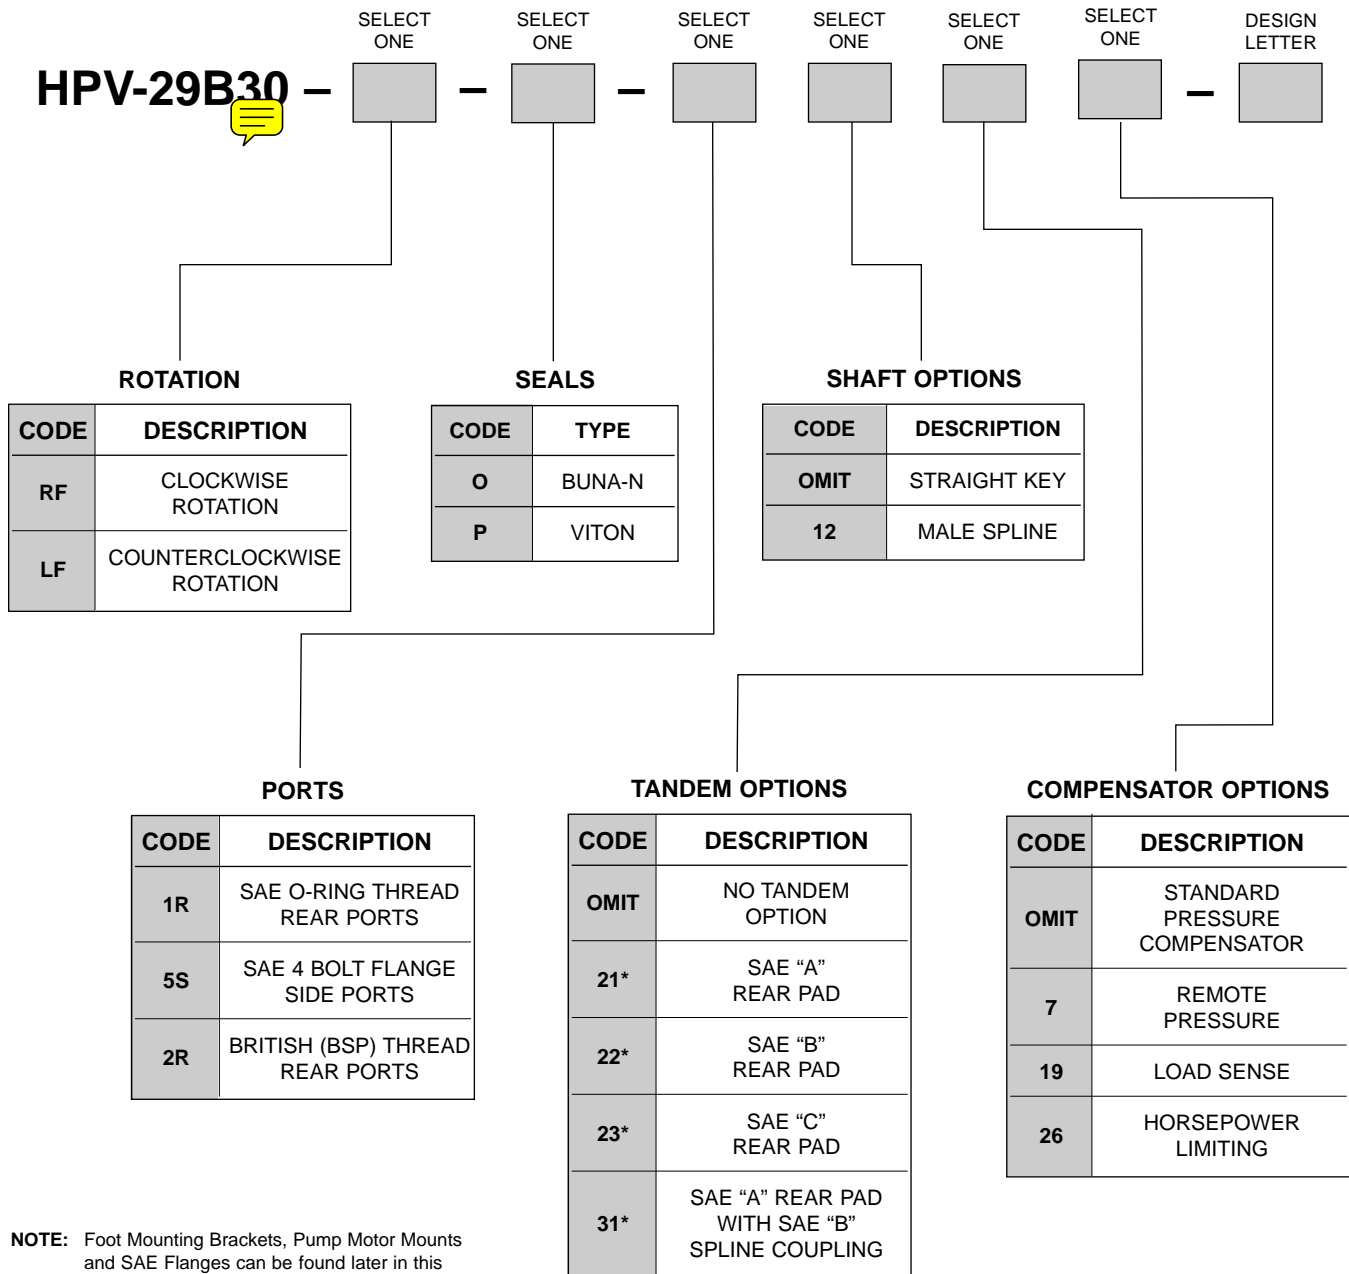 SELECT
ONE
SELECT
ONE
SELECT
ONE
SELECT
ONE
SELECT
ONE
SELECT
ONE
DESIGN
LETTER
HPV-29B30 – – – –
ROTATION
CODE DESCRIPTION
RF CLOCKWISE
ROTATION
LF COUNTERCLOCKWISE
ROTATION
SEALS
CODE TYPE
O BUNA-N
P VITON
SHAFT OPTIONS
CODE DESCRIPTION
OMIT STRAIGHT KEY
12 MALE SPLINE
PORTS
CODE DESCRIPTION
1R SAE O-RING THREAD
REAR PORTS
5S SAE 4 BOLT FLANGE
SIDE PORTS
2R BRITISH (BSP) THREAD
REAR PORTS
TANDEM OPTIONS
CODE DESCRIPTION
OMIT NO TANDEM
OPTION
21* SAE “A”
REAR PAD
22* SAE “B”
REAR PAD
23* SAE “C”
REAR PAD
31* SAE “A” REAR PAD
WITH SAE “B”
SPLINE COUPLING
COMPENSATOR OPTIONS
CODE DESCRIPTION
OMIT STANDARD
PRESSURE
COMPENSATOR
7 REMOTE
PRESSURE
19 LOAD SENSE
26 HORSEPOWER
LIMITING
NOTE: Foot Mounting Brackets, Pump Motor Mounts
and SAE Flanges can be found later in this